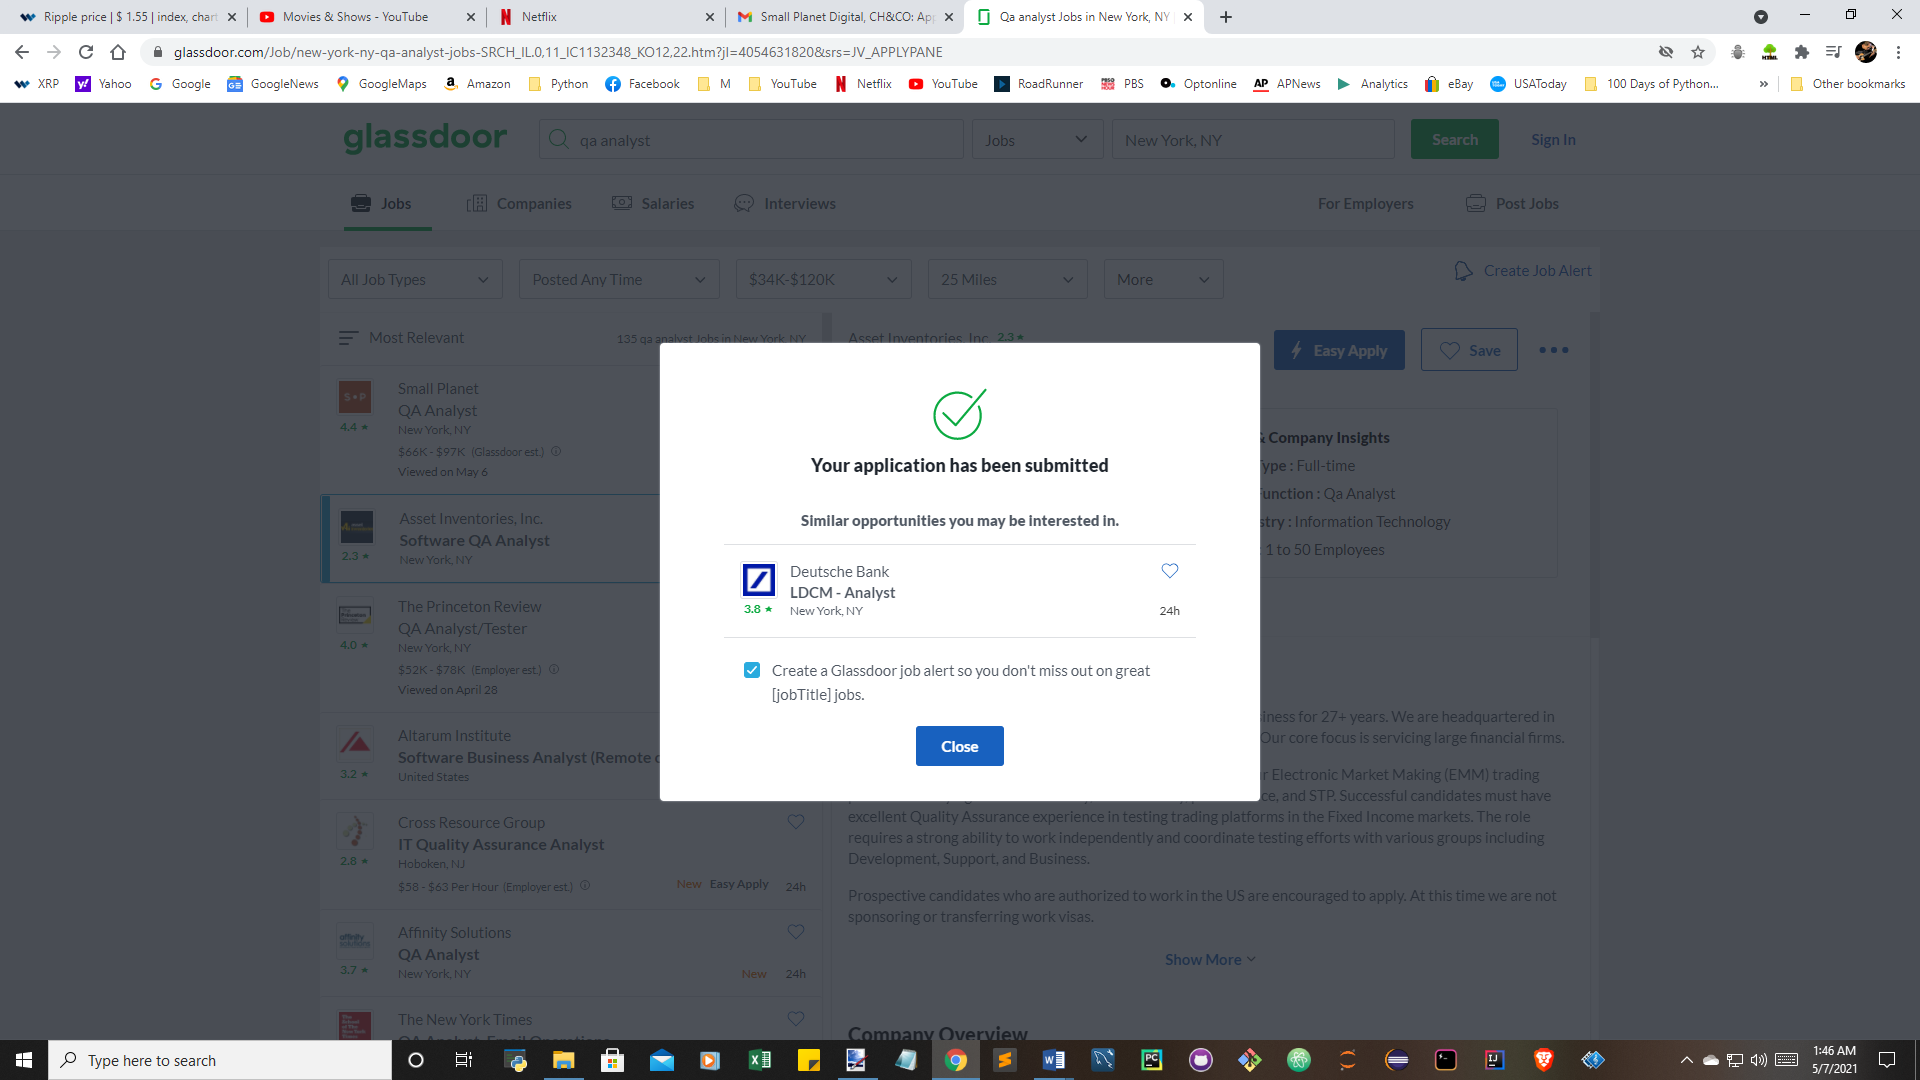 Ripple price | $ 1.55 | index, chart
Movies & Shows - YouTube
Netflix
Small Planet Digital, CH&CO: App
Qa analyst Jobs in New York, NY
glassdoor.com/Job/new-york-ny-qa-analyst-jobs-SRCH_IL.0,11_IC1132348_KO12,22.htm?jl=4054631820&srs=JV_APPLYPANE
XRP
Yahoo
Google
GoogleNews
GoogleMaps
Amazon
Python
Facebook
M
YouTube
Netflix
YouTube
RoadRunner
PBS
Optonline
AP APNews
Analytics
eBay
USAToday
100 Days of Python...
»
Other bookmarks
glassdoor
qa analyst
Jobs
New York, NY
Search
Sign In
Jobs
Companies
Salaries
Interviews
For Employers
Post Jobs
All Job Types
Posted Any Time
$34K-$120K
25 Miles
More
Create Job Alert
Most Relevant
135 qa analyst Jobs in New York, NY
Asset Inventories, Inc. 2.3 ★
Easy Apply
Save
Small Planet
QA Analyst
New York, NY
4.4 ★
$66K - $97K (Glassdoor est.)
Viewed on May 6
Asset Inventories, Inc.
Software QA Analyst
New York, NY
2.3 ★
The Princeton Review
QA Analyst/Tester
New York, NY
4.0 ★
$52K - $78K (Employer est.)
Viewed on April 28
Altarum Institute
Software Business Analyst (Remote o
United States
3.2 ★
Cross Resource Group
IT Quality Assurance Analyst
Hoboken, NJ
2.8 ★
$58 - $63 Per Hour (Employer est.)
New Easy Apply 24h
Affinity Solutions
QA Analyst
New York, NY
3.7 ★
New 24h
The New York Times
Your application has been submitted
Similar opportunities you may be interested in.
Deutsche Bank
LDCM - Analyst
New York, NY
3.8 ★
24h
Create a Glassdoor job alert so you don't miss out on great
[jobTitle] jobs.
Close
& Company Insights
ype : Full-time
unction : Qa Analyst
stry : Information Technology
: 1 to 50 Employees
iness for 27+ years. We are headquartered in
Our core focus is servicing large financial firms.
r Electronic Market Making (EMM) trading
ce, and STP. Successful candidates must have
excellent Quality Assurance experience in testing trading platforms in the Fixed Income markets. The role
requires a strong ability to work independently and coordinate testing efforts with various groups including
Development, Support, and Business.
Prospective candidates who are authorized to work in the US are encouraged to apply. At this time we are not
sponsoring or transferring work visas.
Show More
Company Overview
Type here to search
1:46 AM
5/7/2021